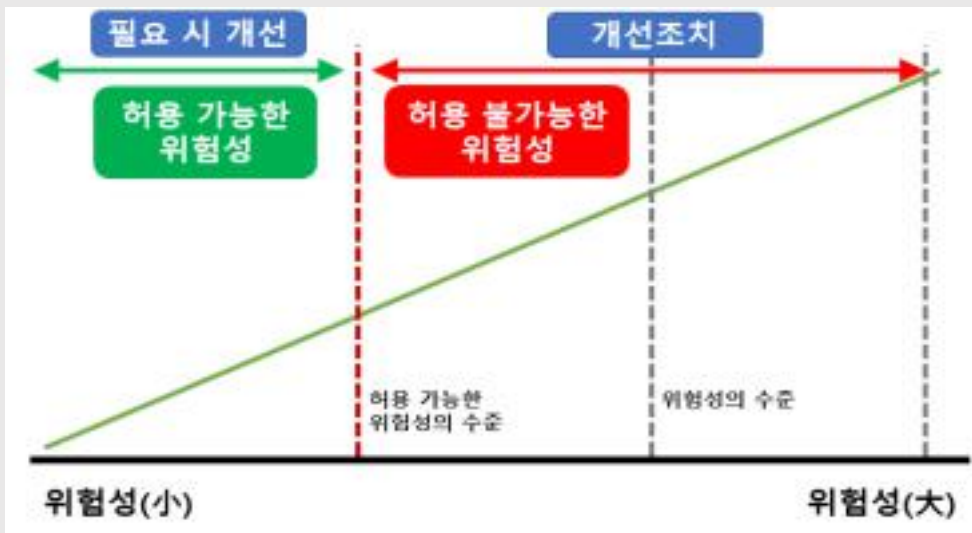 필요 시 개선
개선조치
허용 가능한
위험성
허용 불가능한
위험성
허용 가능한
위험성의 수준
위험성의 수준
위험성(小)
위험성(大)